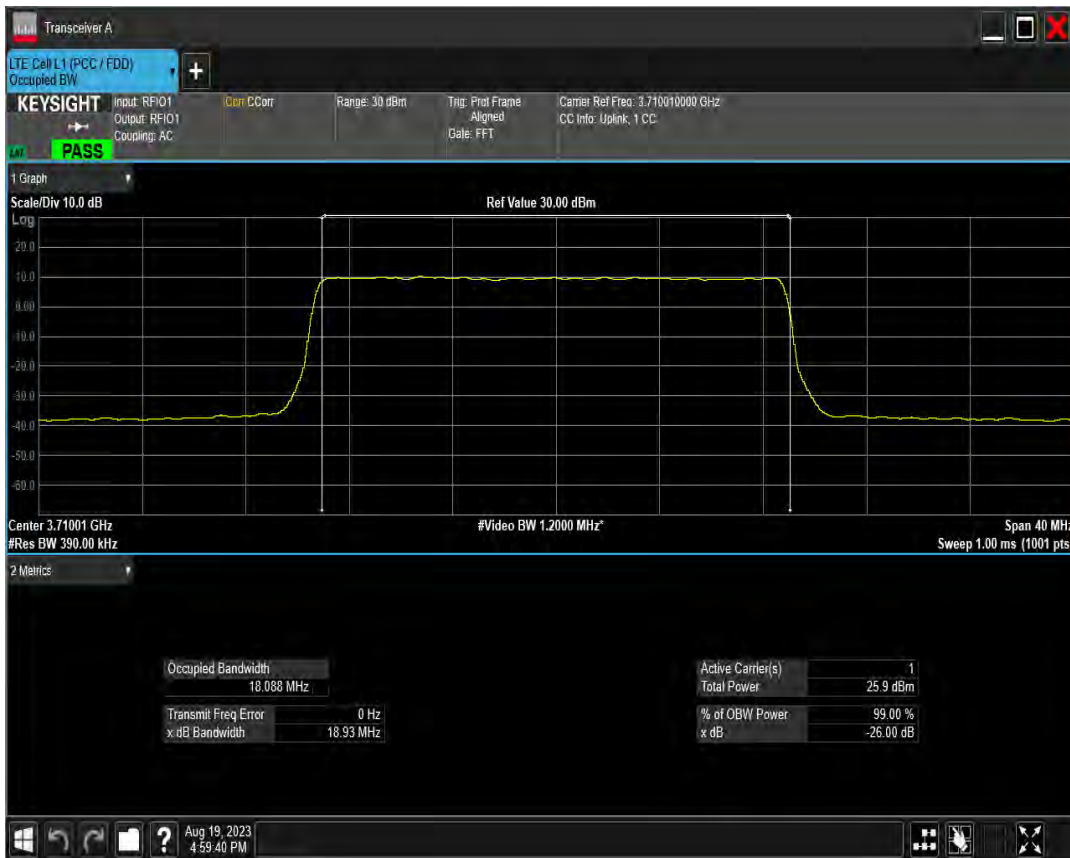 Transceiver A
LTE Cell L1 (PCC / FDD)
Occupied BW
+
KEYSIGHT
Input: RFIO1
Output: RFIO1
Coupling: AC
Corr CCorr
Range: 30 dBm
Trig: Prot Frame
Aligned
Gate: FFT
Carrier Ref Freq: 3.710010000 GHz
CC Info: Uplink, 1 CC
PASS
1 Graph
Scale/Div 10.0 dB
Ref Value 30.00 dBm
Log
20.0
10.0
0.00
-10.0
-20.0
-30.0
-40.0
-50.0
-60.0
Center 3.71001 GHz
#Video BW 1.2000 MHz*
Span 40 MHz
#Res BW 390.00 kHz
Sweep 1.00 ms (1001 pts
2 Metrics
Occupied Bandwidth
18.088 MHz
Transmit Freq Error 0 Hz
x dB Bandwidth 18.93 MHz
Active Carrier(s) 1
Total Power 25.9 dBm
% of OBW Power 99.00 %
x dB -26.00 dB
?
Aug 19, 2023
4:59:40 PM